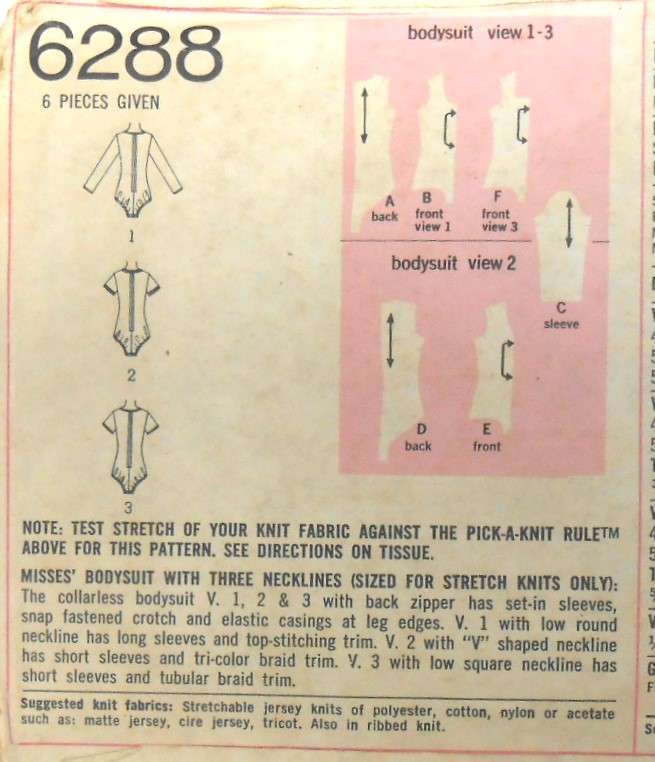 6288
6 PIECES GIVEN
1
2
3
bodysuit view 1-3
A
back
B
front
view 1
F
front
view 3
bodysuit view 2
C
sleeve
D
back
E
front
NOTE: TEST STRETCH OF YOUR KNIT FABRIC AGAINST THE PICK-A-KNIT RULE™
ABOVE FOR THIS PATTERN. SEE DIRECTIONS ON TISSUE.
MISSES' BODYSUIT WITH THREE NECKLINES (SIZED FOR STRETCH KNITS ONLY):
The collarless bodysuit V. 1, 2 & 3 with back zipper has set-in sleeves,
snap fastened crotch and elastic casings at leg edges. V. 1 with low round
neckline has long sleeves and top-stitching trim. V. 2 with "V" shaped neckline
has short sleeves and tri-color braid trim. V. 3 with low square neckline has
short sleeves and tubular braid trim.
Suggested knit fabrics: Stretchable jersey knits of polyester, cotton, nylon or acetate
such as: matte jersey, cire jersey, tricot. Also in ribbed knit.